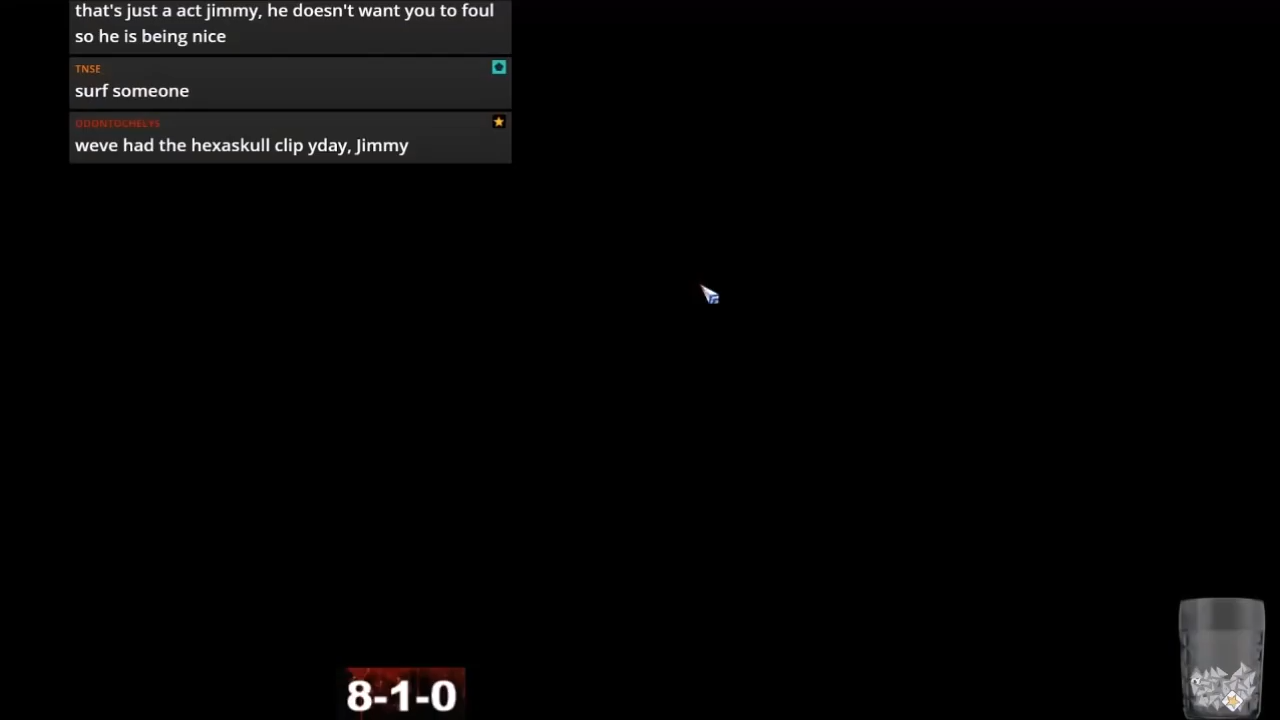 that's just a act jimmy, he doesn't want you to foul
so he is being nice
TNSE
surf someone
ODONTOCHELYS
weve had the hexaskull clip yday, Jimmy
8-1-0